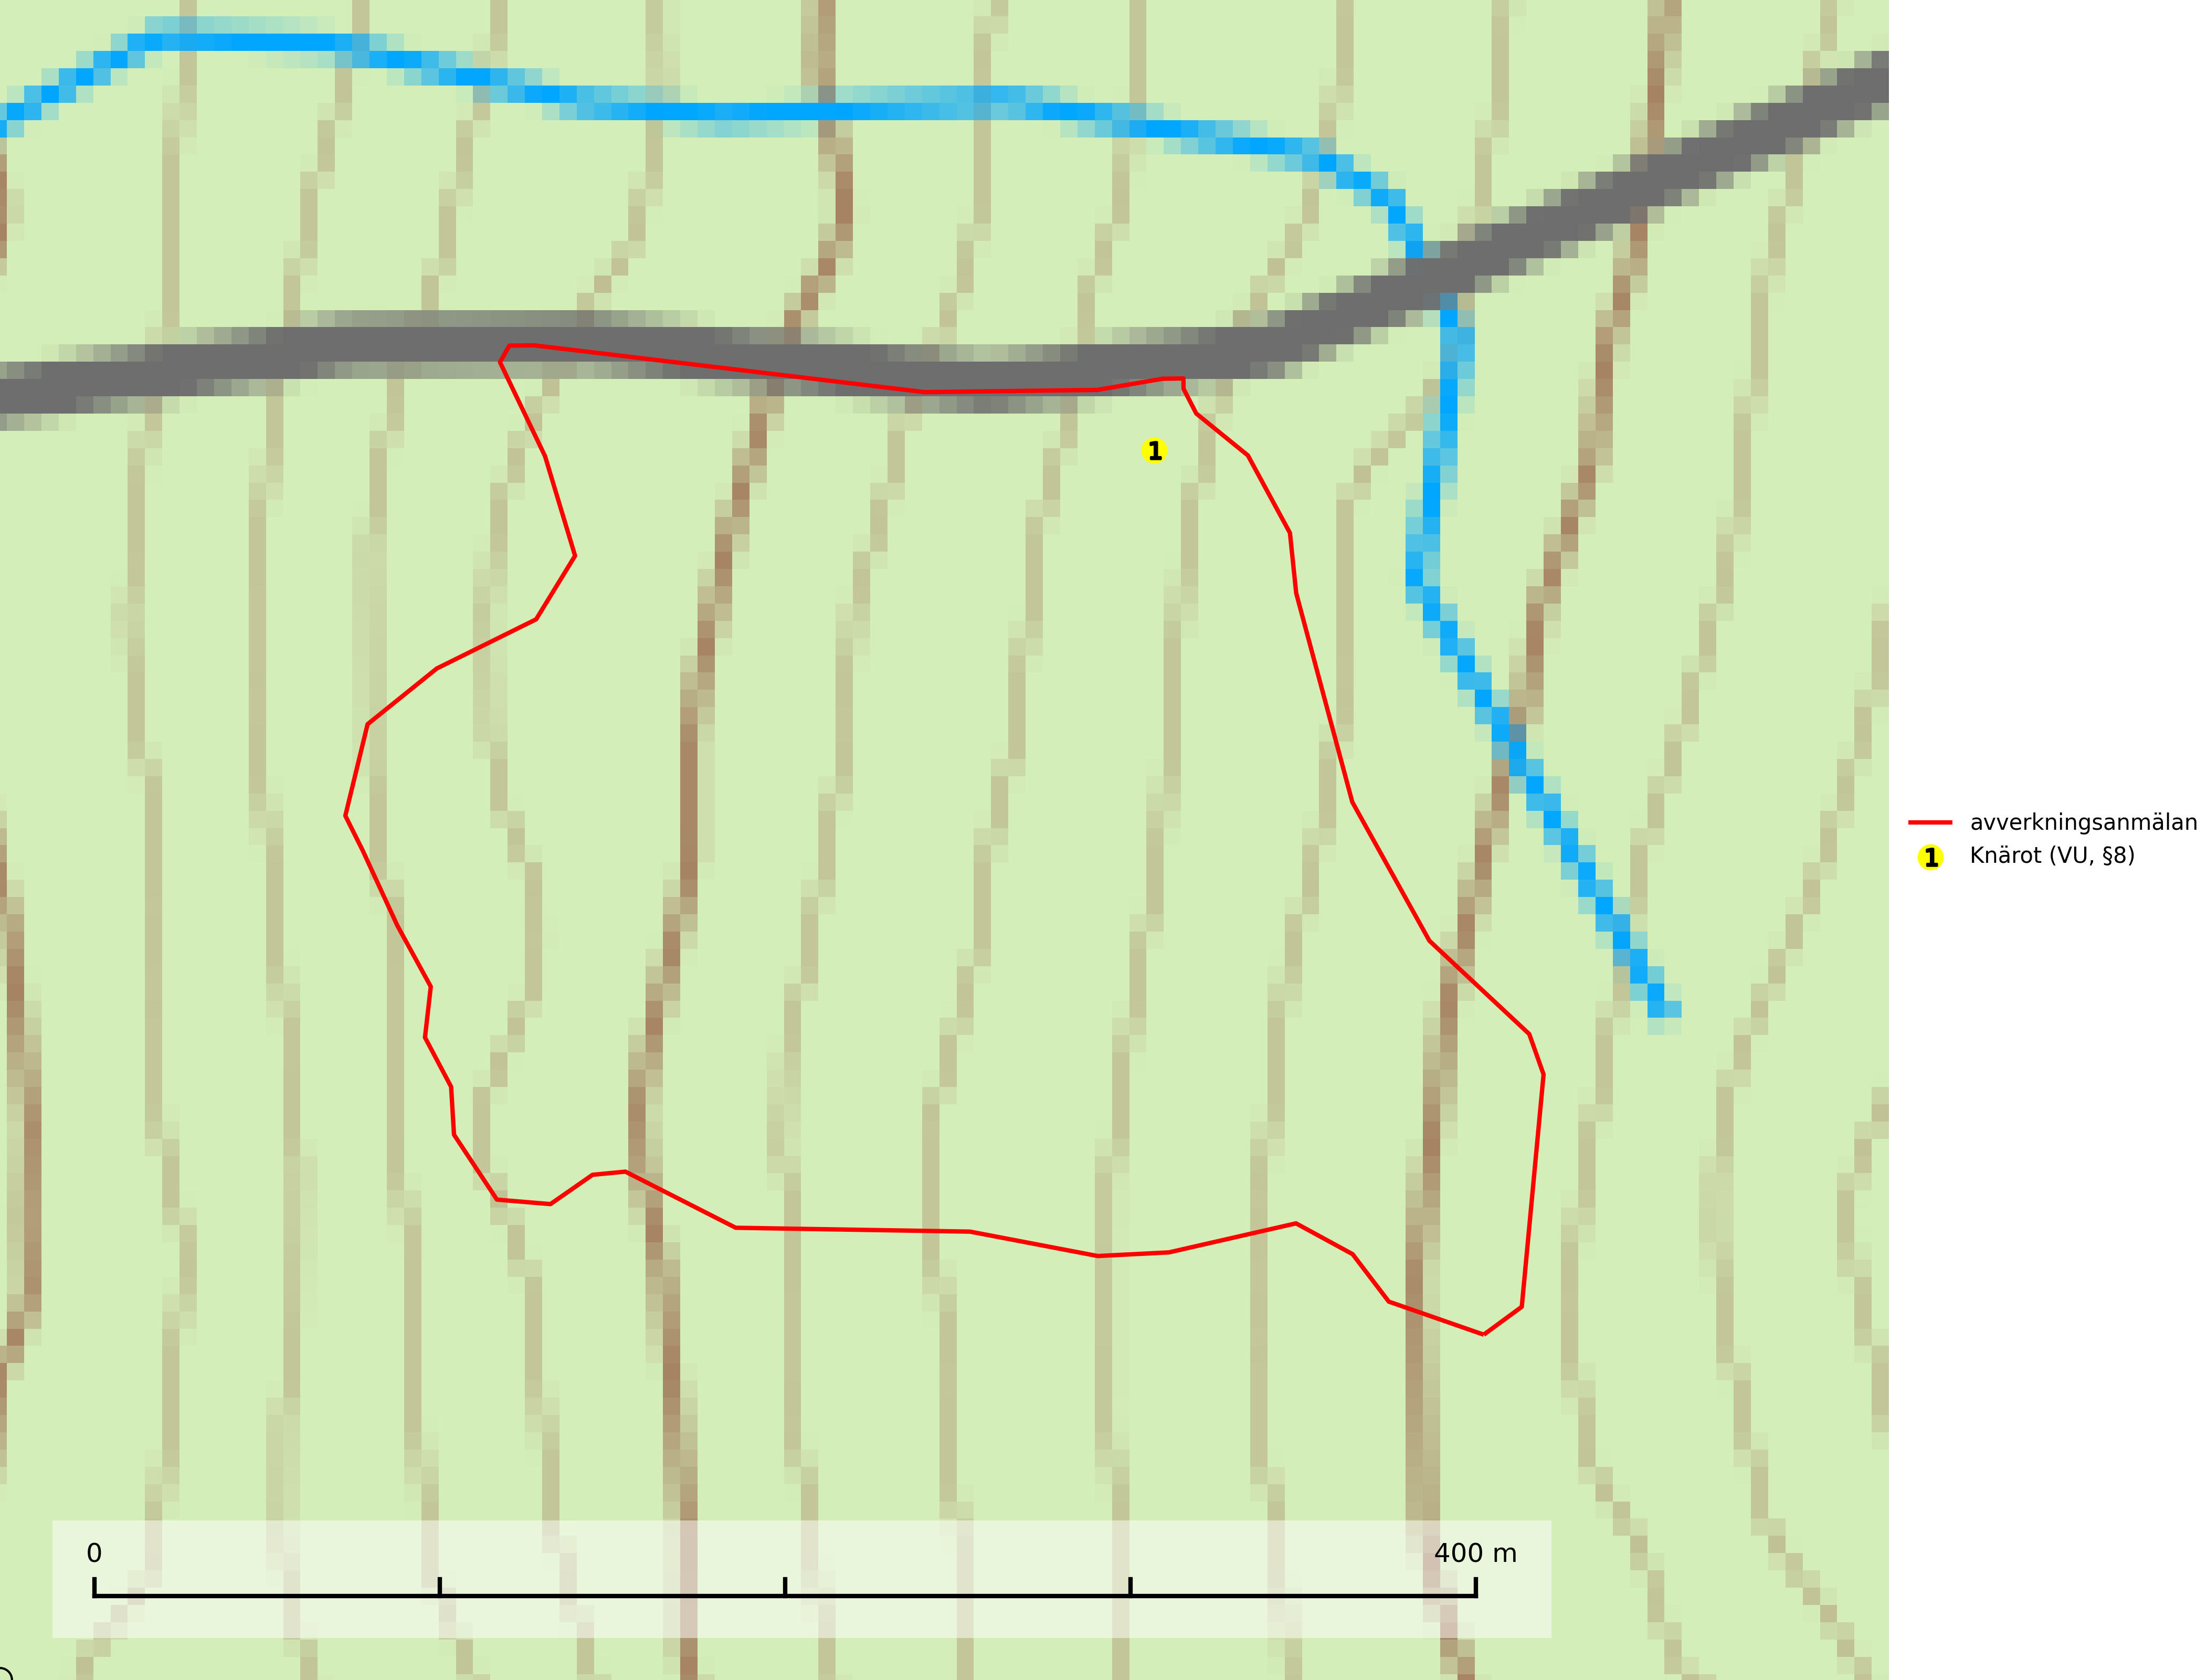 1
avverkningsanmälan
1 Knärot (VU, §8)
0 400 m